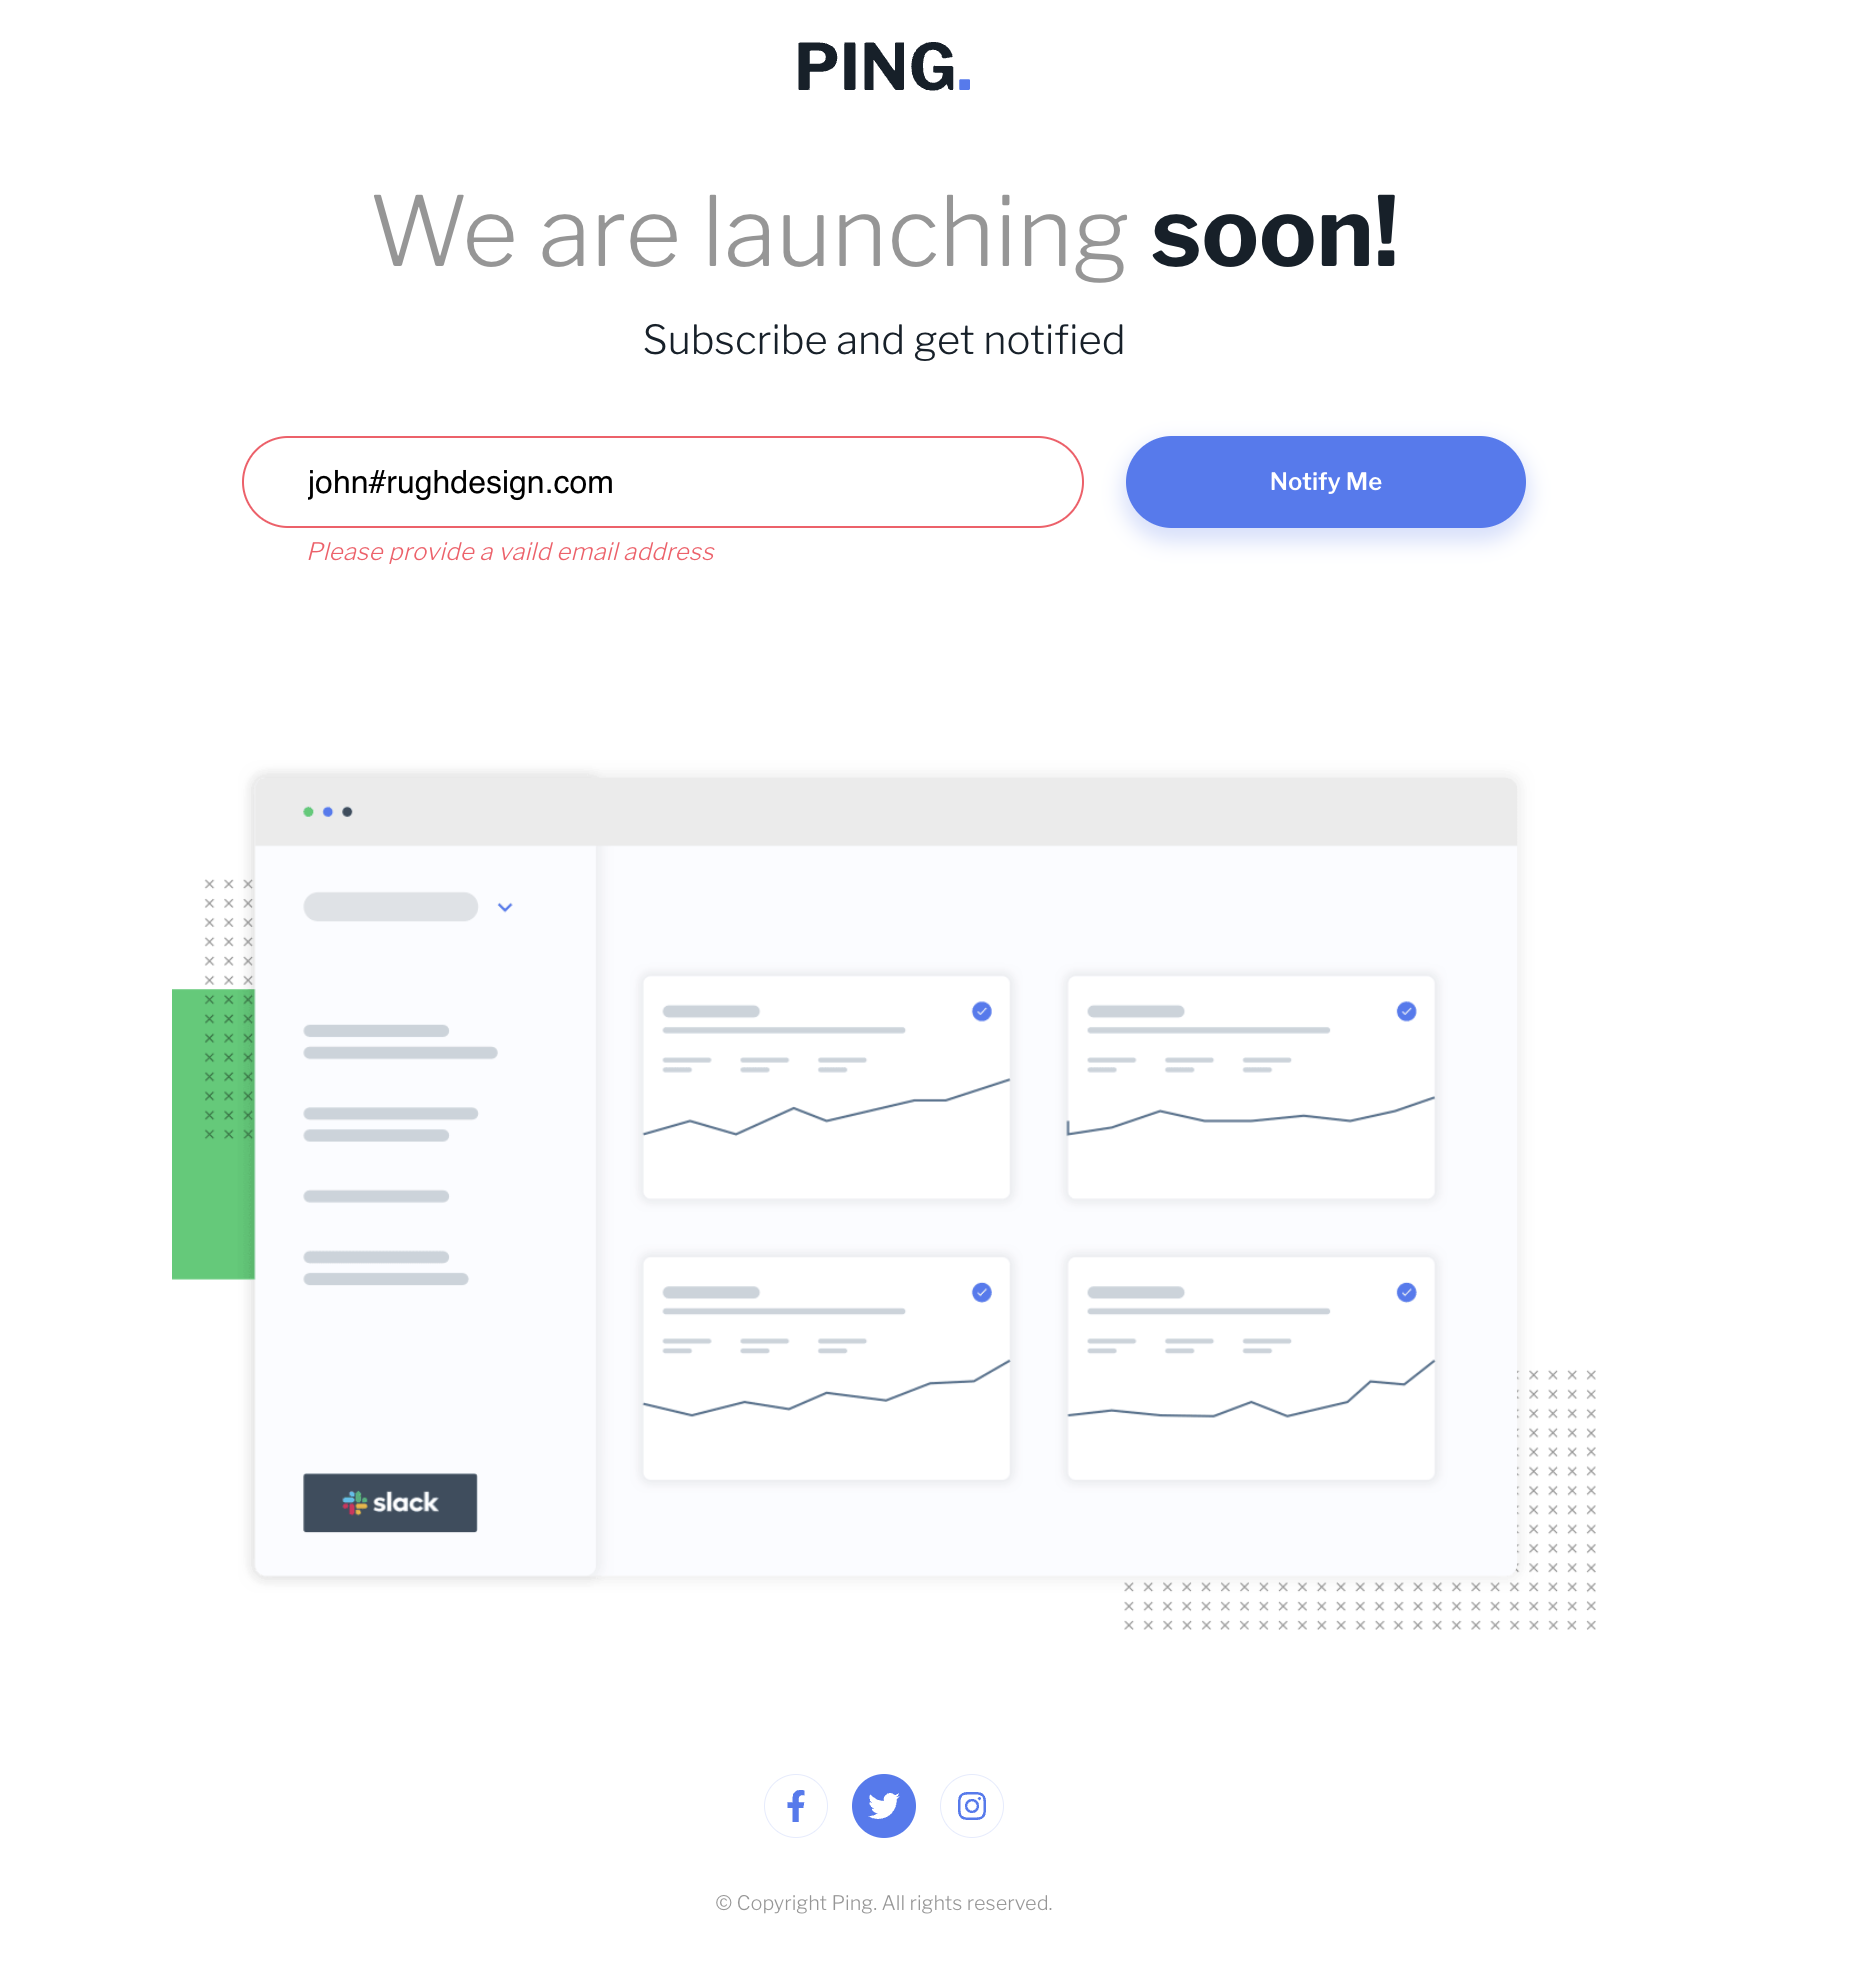 PING.
We are launching soon!
Subscribe and get notified
john#rughdesign.com
Notify Me
Please provide a vaild email address
slack
© Copyright Ping. All rights reserved.